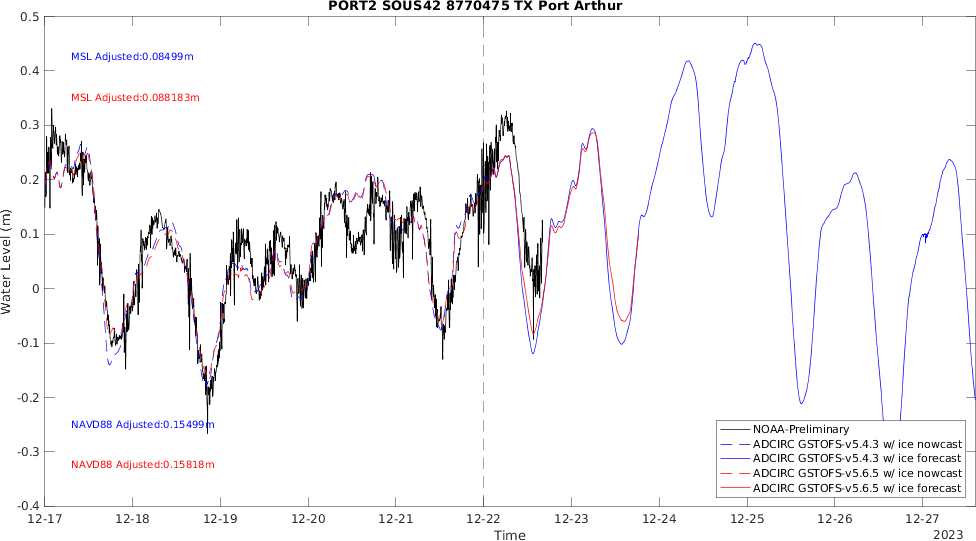 PORT2 SOUS42 8770475 TX Port Arthur
0.5
MSL Adjusted:0.08499m
0.4
MSL Adjusted:0.088183m
0.3
0.2
0.1
Water Level (m)
0
-0.1
-0.2
NAVD88 Adjusted:0.15499m
NOAA-Preliminary
ADCIRC GSTOFS-v5.4.3 w/ ice nowcast
-0.3
ADCIRC GSTOFS-v5.4.3 w/ ice forecast
NAVD88 Adjusted:0.15818m
ADCIRC GSTOFS-v5.6.5 w/ ice nowcast
ADCIRC GSTOFS-v5.6.5 w/ ice forecast
-0.4
12-17 12-18 12-19 12-20 12-21 12-22 12-23 12-24 12-25 12-26 12-27
Time
2023